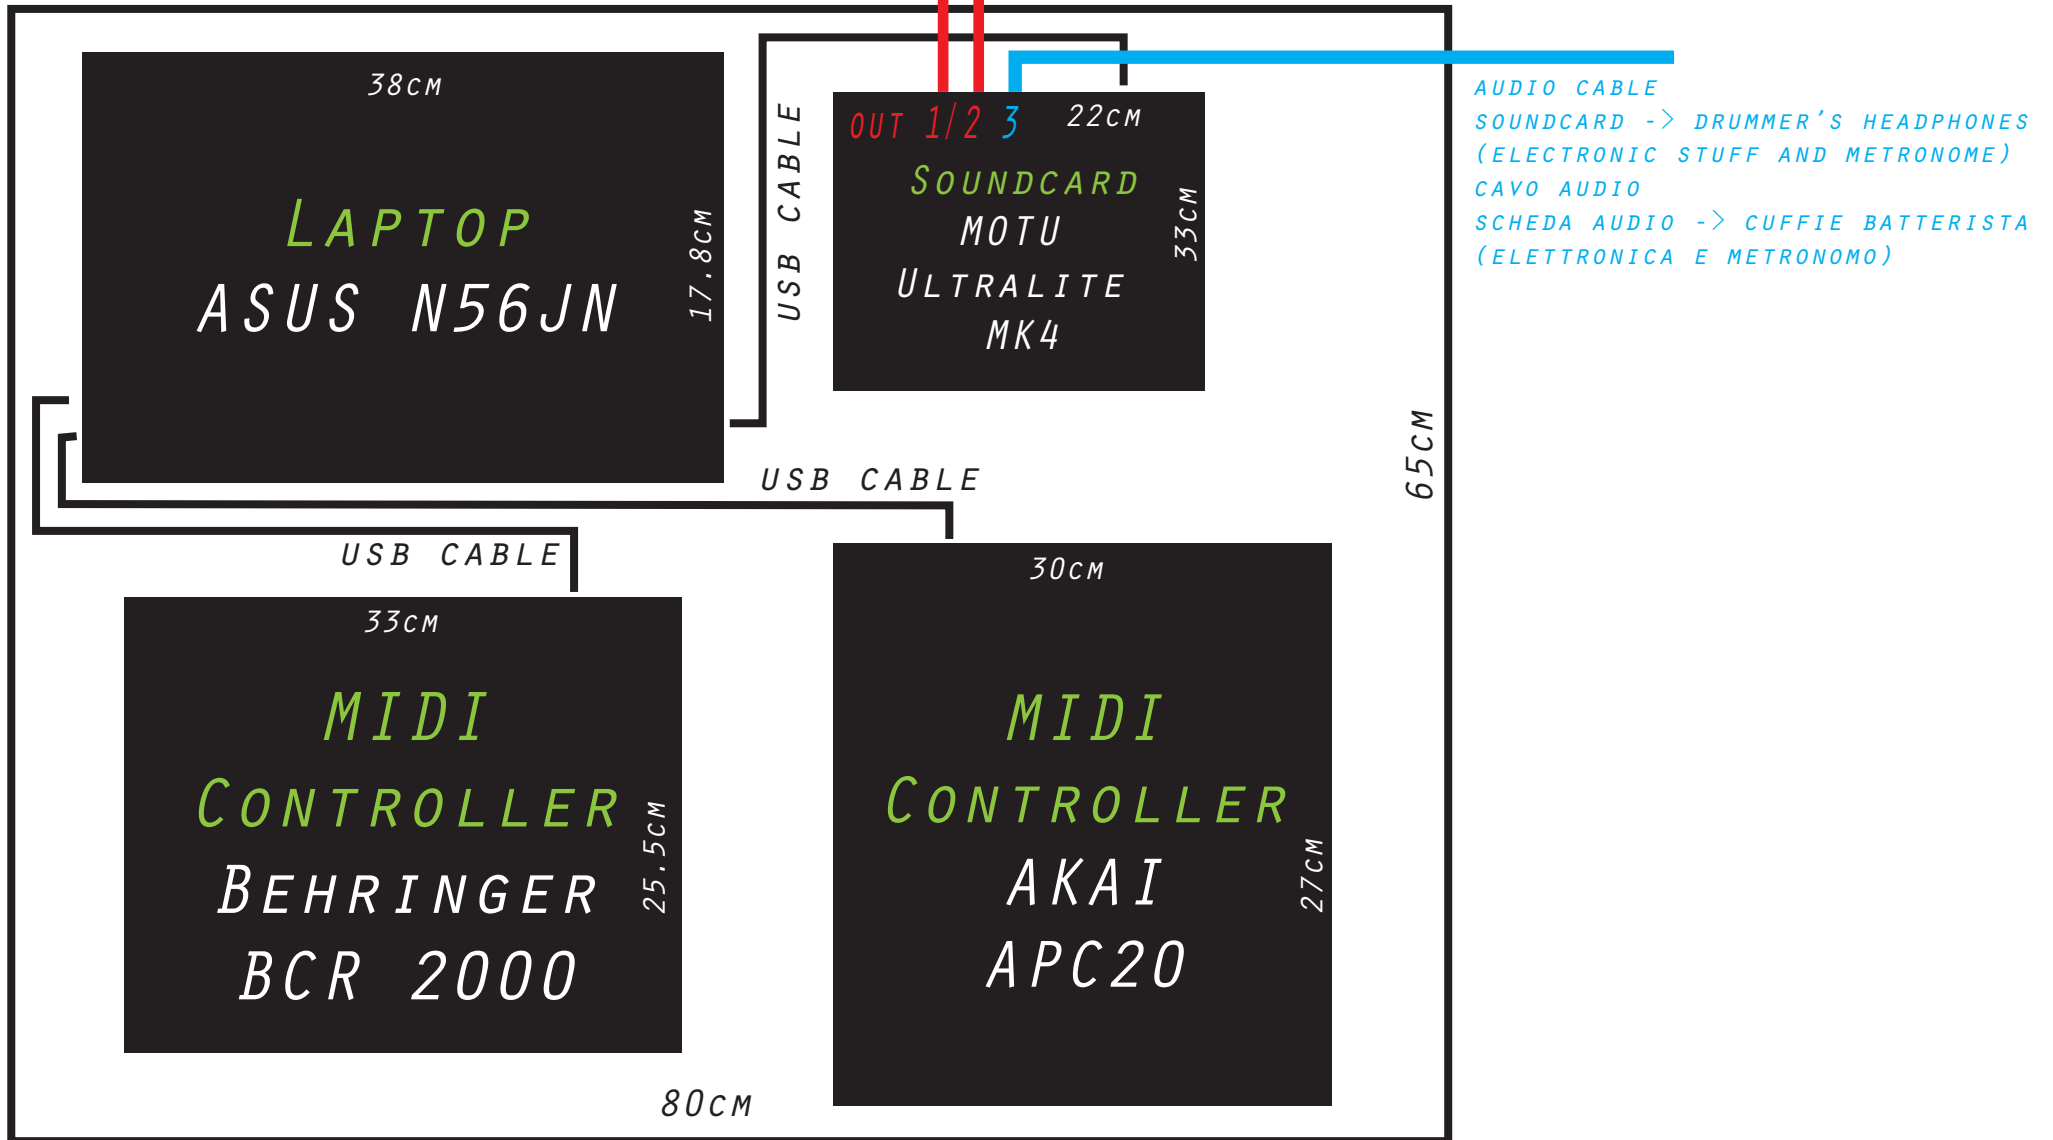 38cm
Laptop
ASUS N56JN
17.8cm
USB CABLE
OUT 1/2 3
22cm
Soundcard
MOTU
Ultralite
MK4
33cm
AUDIO CABLE
SOUNDCARD -> DRUMMER'S HEADPHONES
(ELECTRONIC STUFF AND METRONOME)
CAVO AUDIO
SCHEDA AUDIO -> CUFFIE BATTERISTA
(ELETTRONICA E METRONOMO)
65cm
USB CABLE
USB CABLE
33cm
MIDI
Controller
Behringer
BCR 2000
25.5cm
30cm
MIDI
Controller
AKAI
APC20
27cm
80cm